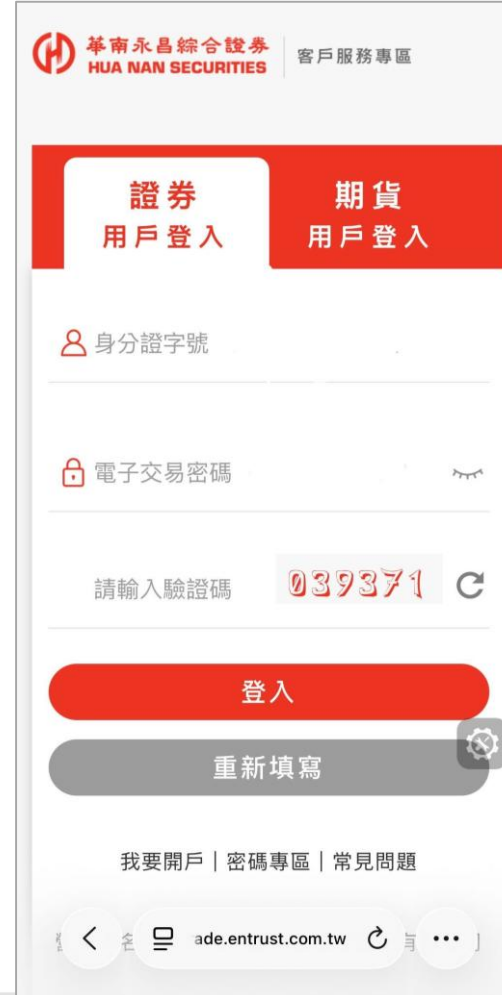 華南永昌綜合證券
HUA NAN SECURITIES
客戶服務專區
證券
用戶登入
期貨
用戶登入
身分證字號
電子交易密碼
請輸入驗證碼
039371
登入
重新填寫
我要開戶|密碼專區|常見問題
ade.entrust.com.tw